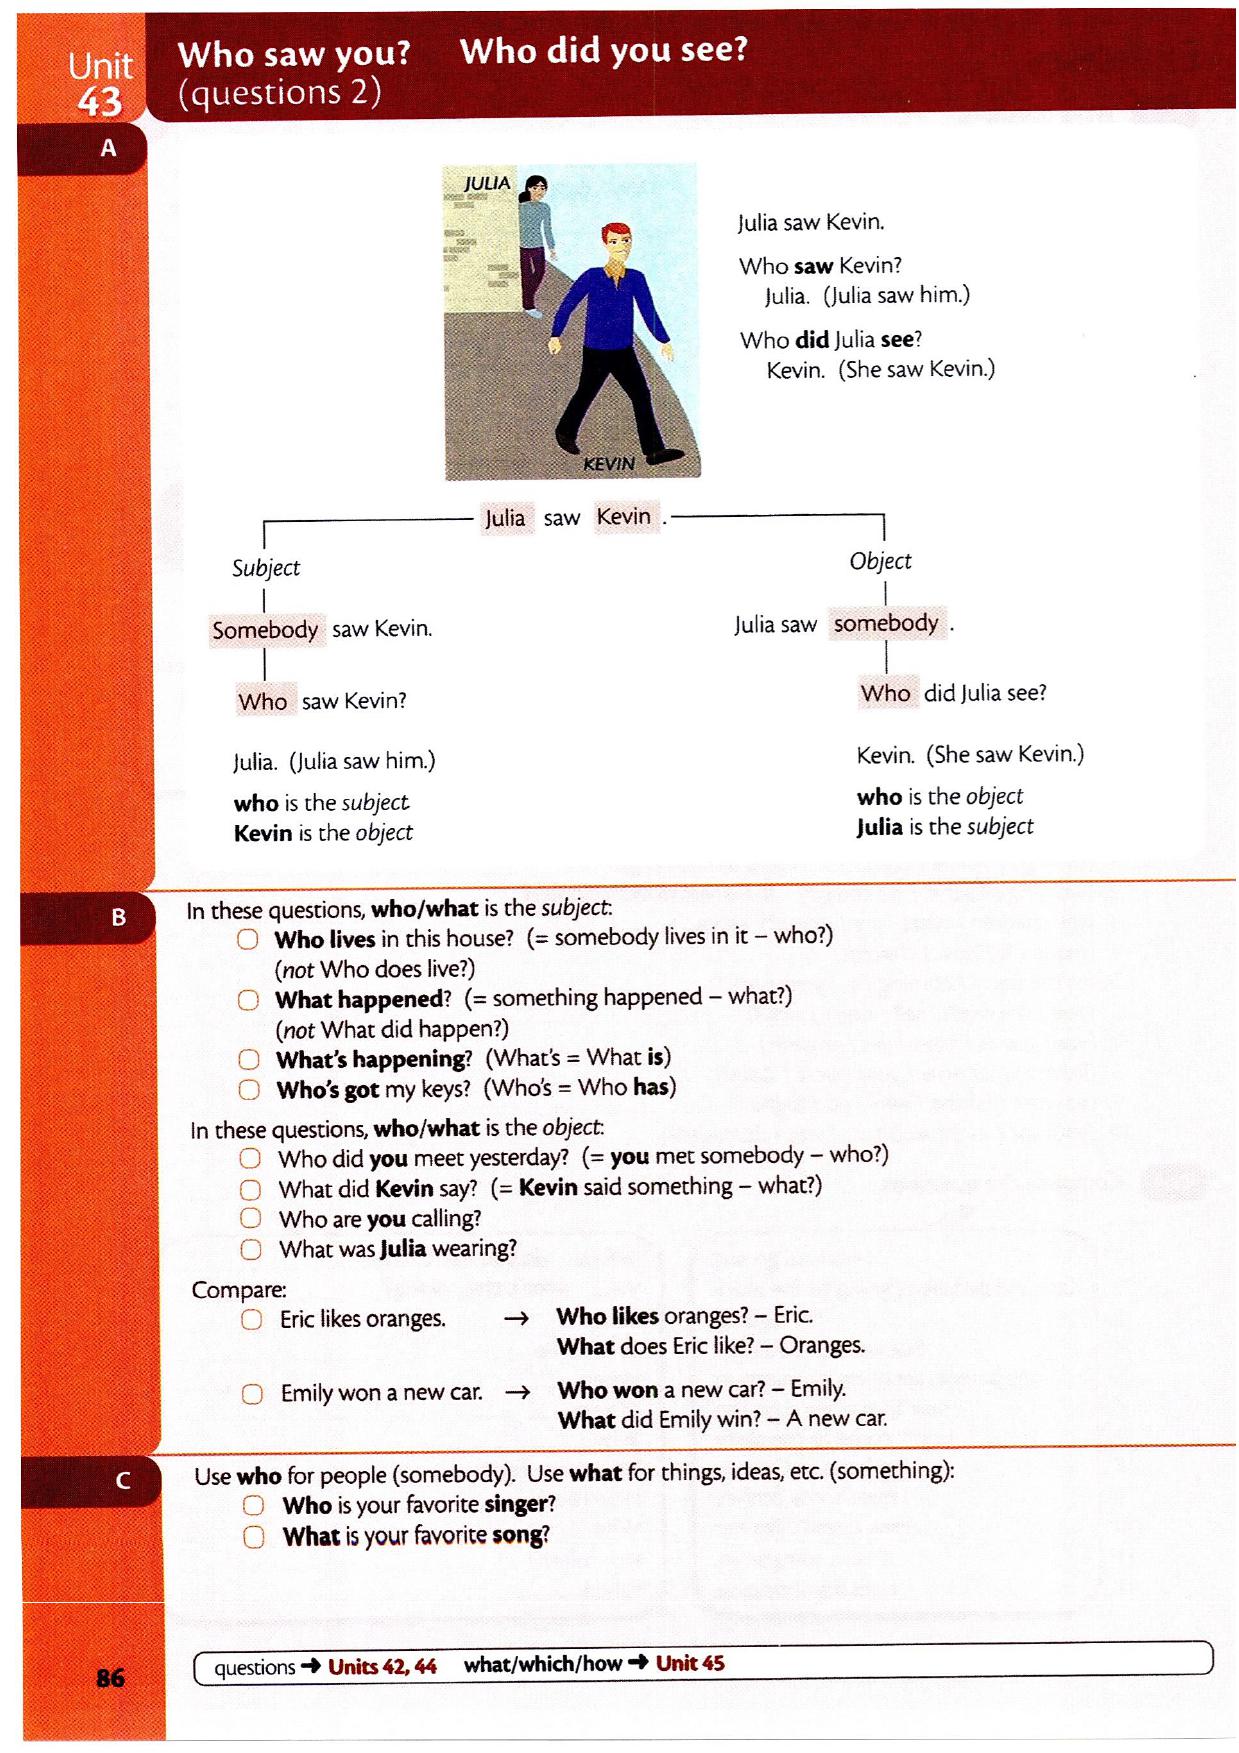 Unit
43
Who saw you? Who did you see?
(questions 2)
A
JULIA
KEVIN
Julia saw Kevin.
Who saw Kevin?
Julia. (Julia saw him.)
Who did Julia see?
Kevin. (She saw Kevin.)
Julia saw Kevin .
Subject
Object
Somebody saw Kevin.
Julia saw somebody .
Who saw Kevin?
Who did Julia see?
Julia. (Julia saw him.)
Kevin. (She saw Kevin.)
who is the subject
Kevin is the object
who is the object
Julia is the subject
B
In these questions, who/what is the subject:
Who lives in this house? (= somebody lives in it – who?)
(not Who does live?)
What happened? (= something happened – what?)
(not What did happen?)
What's happening? (What's = What is)
Who's got my keys? (Who's = Who has)
In these questions, who/what is the object:
Who did you meet yesterday? (= you met somebody – who?)
What did Kevin say? (= Kevin said something – what?)
Who are you calling?
What was Julia wearing?
Compare:
Eric likes oranges. → Who likes oranges? – Eric.
What does Eric like? – Oranges.
Emily won a new car. → Who won a new car? – Emily.
What did Emily win? – A new car.
C
Use who for people (somebody). Use what for things, ideas, etc. (something):
Who is your favorite singer?
What is your favorite song?
86
questions → Units 42, 44 what/which/how → Unit 45